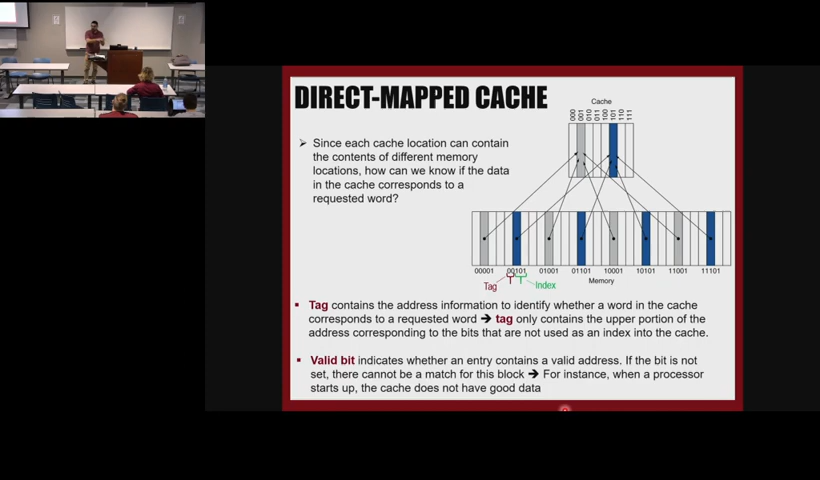 DIRECT-MAPPED CACHE
Cache
000 001 010 011 100 101 110 111
➤ Since each cache location can contain
the contents of different memory
locations, how can we know if the data
in the cache corresponds to a
requested word?
00001 00101 01001 01101 10001 10101 11001 11101
Tag Index Memory
▪ Tag contains the address information to identify whether a word in the cache
corresponds to a requested word ➔ tag only contains the upper portion of the
address corresponding to the bits that are not used as an index into the cache.
▪ Valid bit indicates whether an entry contains a valid address. If the bit is not
set, there cannot be a match for this block ➔ For instance, when a processor
starts up, the cache does not have good data